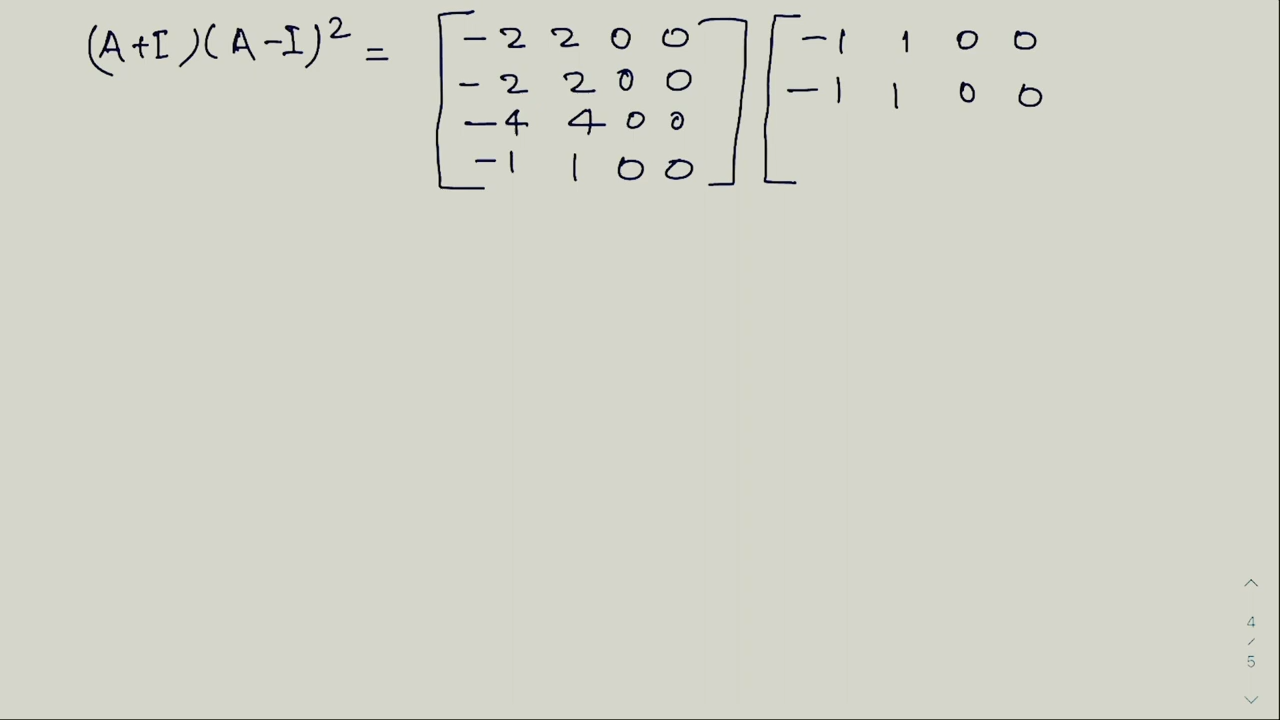 (A+I)(A-I)² = [ -2 2 0 0 ] [ -1 1 0 0
-2 2 0 0 -1 1 0 0
-4 4 0 0
-1 1 0 0
4
/
5